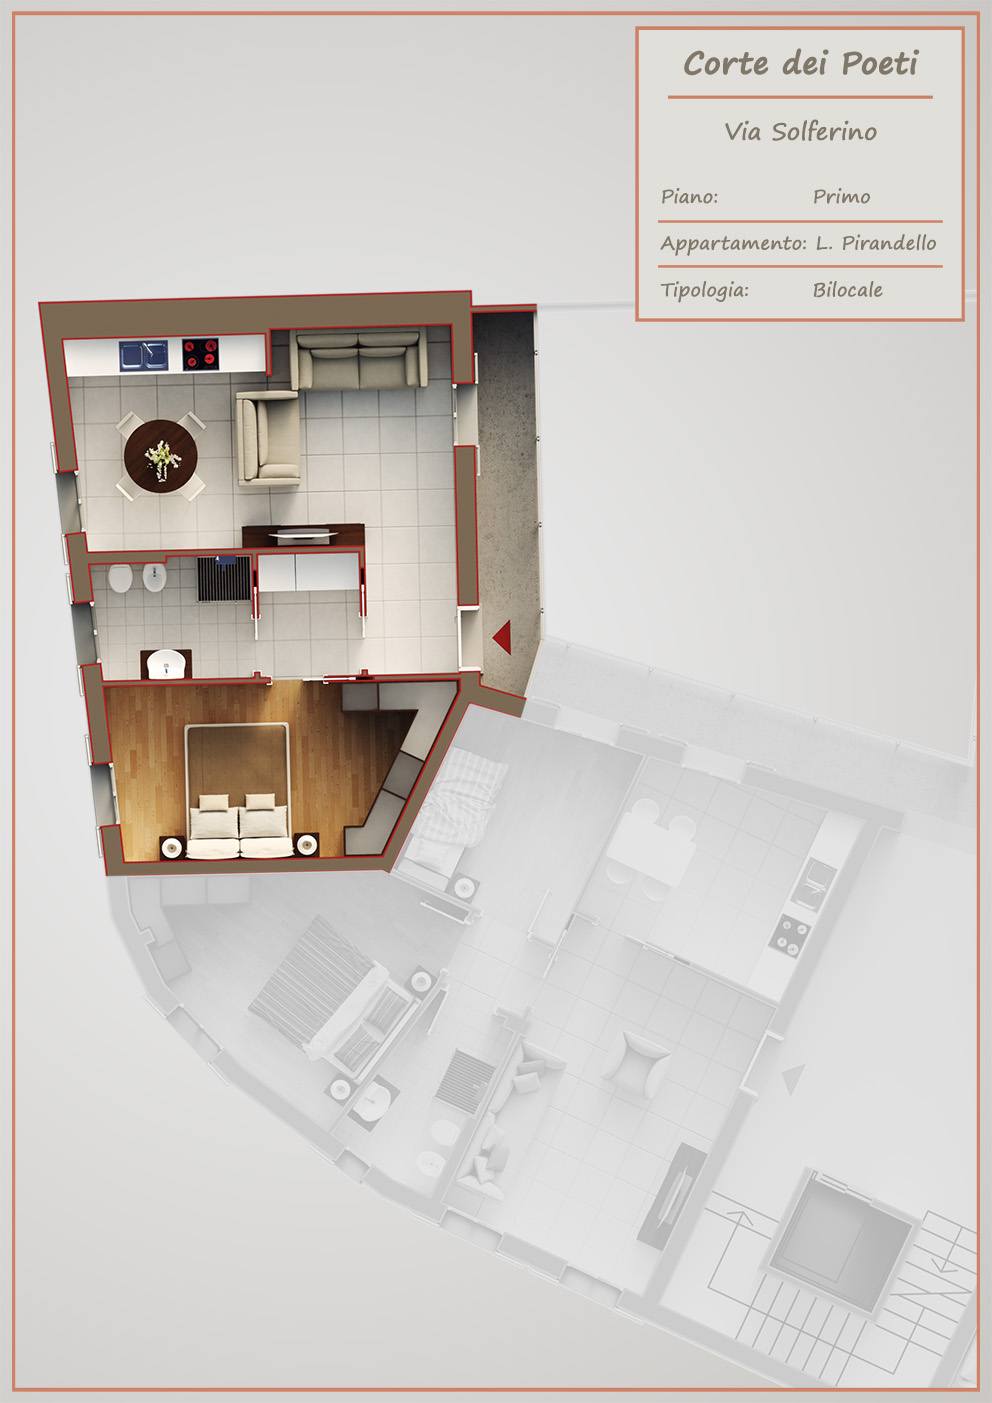 Corte dei Poeti
Via Solferino
Piano: Primo
Appartamento: L. Pirandello
Tipologia: Bilocale